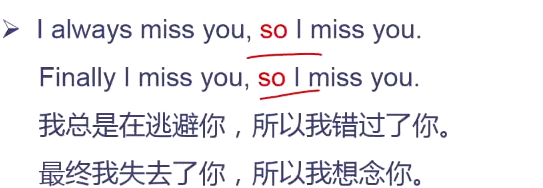 ➢ I always miss you, so I miss you.
Finally I miss you, so I miss you.
我总是在逃避你，所以我错过了你。
最终我失去了你，所以我想念你。